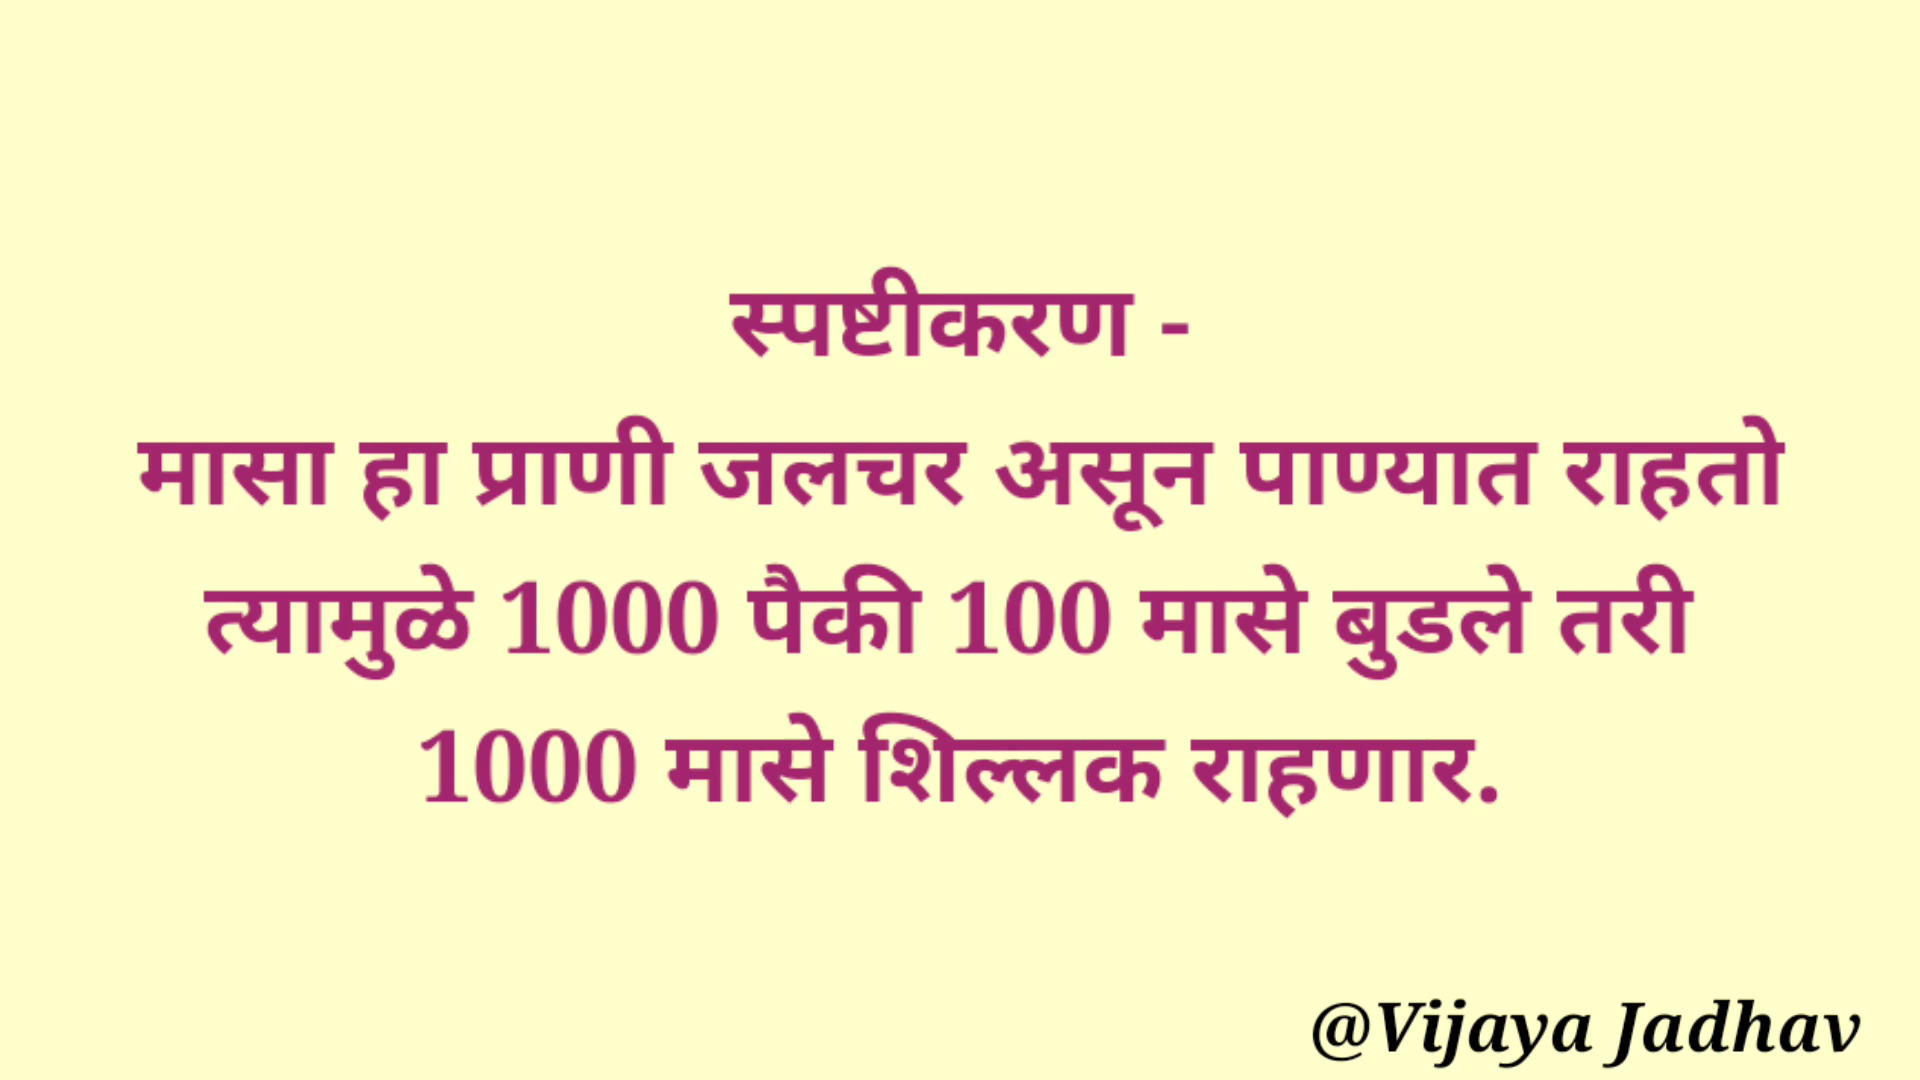 स्पष्टीकरण -
मासा हा प्राणी जलचर असून पाण्यात राहतो
त्यामुळे 1000 पैकी 100 मासे बुडले तरी
1000 मासे शिल्लक राहणार.
@Vijaya Jadhav